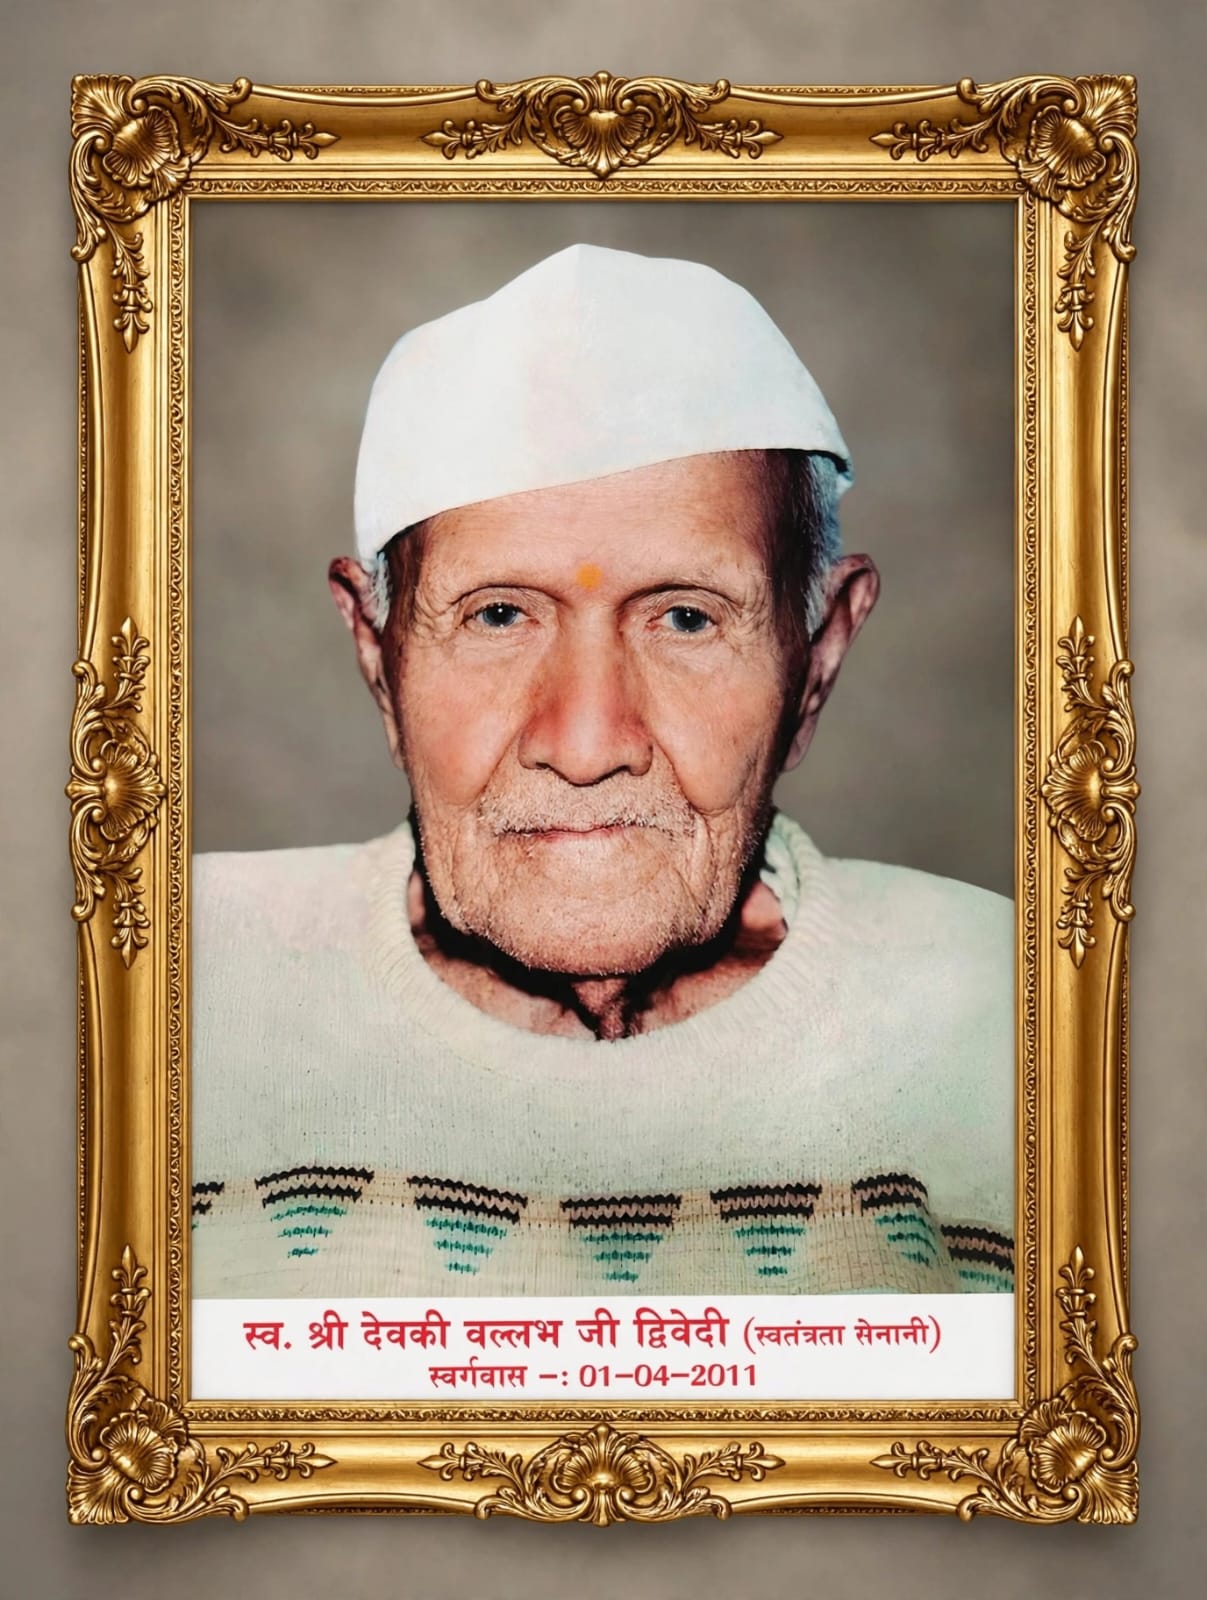 स्व. श्री देवकी वल्लभ जी द्विवेदी (स्वतंत्रता सेनानी)
स्वर्गवास -: 01-04-2011